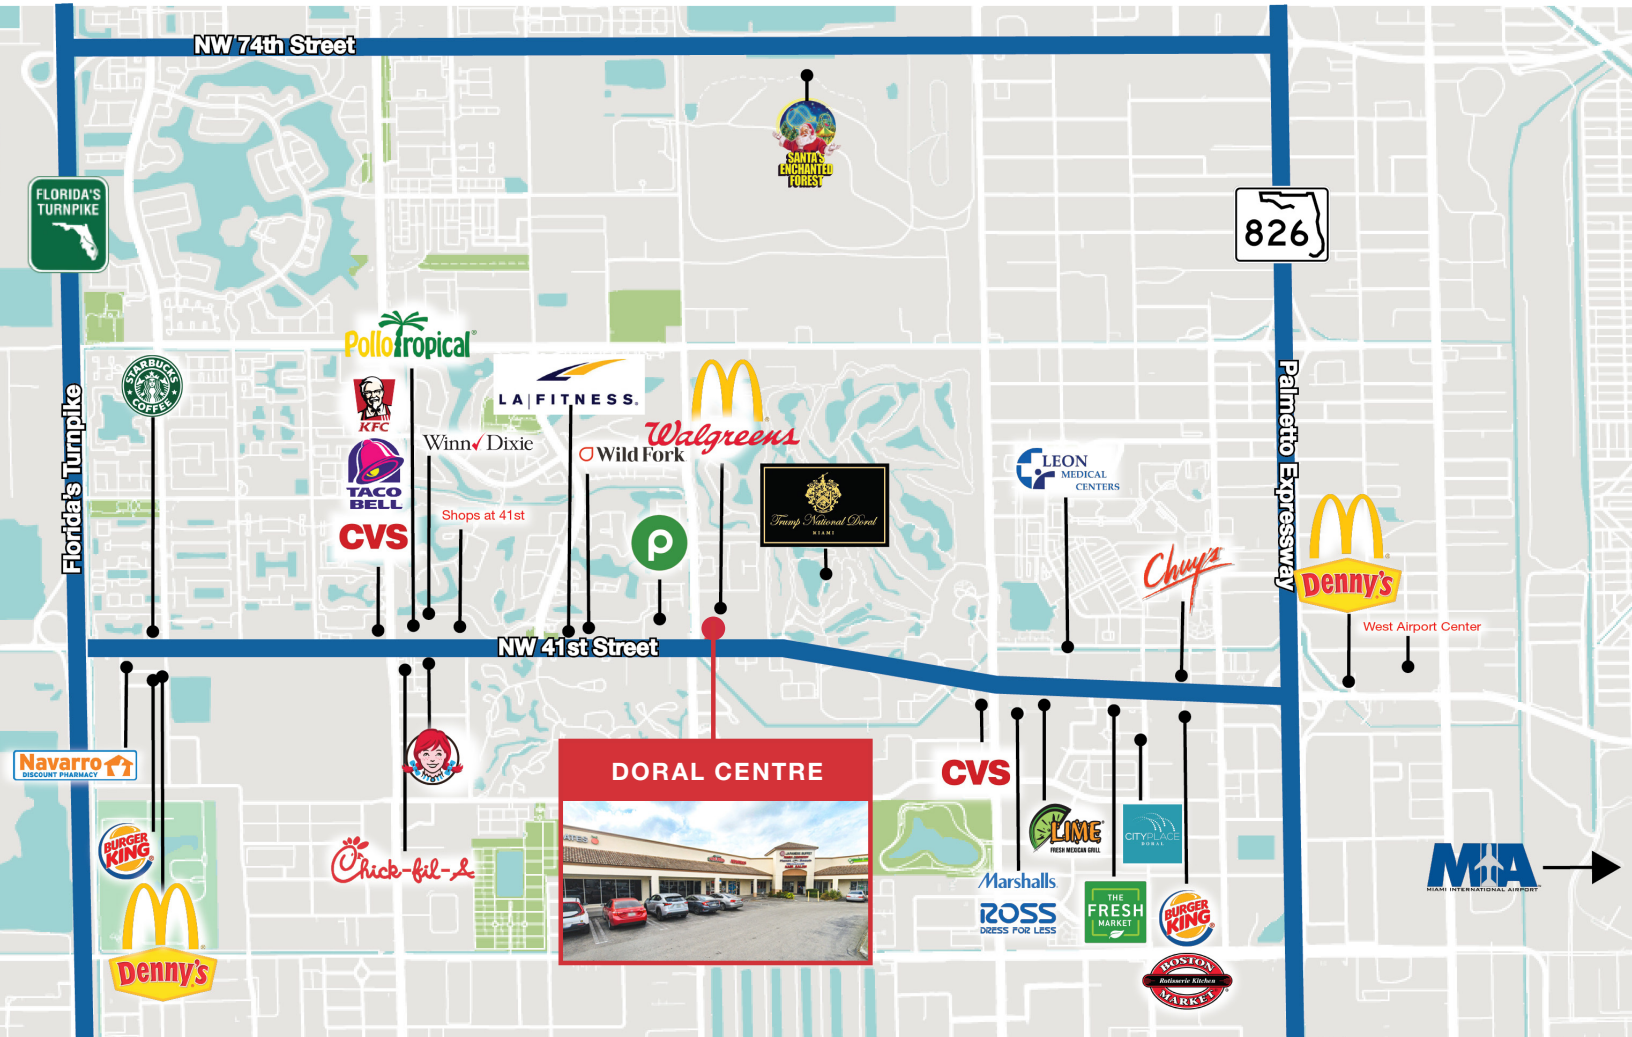 NW 74th Street
SANTA'S
ENCHANTED
FOREST
FLORIDA'S
TURNPIKE
826
Florida's Turnpike
Palmetto Expressway
STARBUCKS
COFFEE
PolloTropical
KFC
TACO
BELL
CVS
Winn Dixie
Shops at 41st
LA|FITNESS.
Wild Fork
Walgreens
Trump National Doral
MIAMI
LEON
MEDICAL
CENTERS
Chuy's
Denny's
West Airport Center
NW 41st Street
Navarro
DISCOUNT PHARMACY
BURGER
KING
Denny's
Chick-fil-A
DORAL CENTRE
CVS
LIME
FRESH MEXICAN GRILL
CITYPLACE
DORAL
Marshalls
ROSS
DRESS FOR LESS
THE
FRESH
MARKET
BURGER
KING
BOSTON
Rotisserie Kitchen
MARKET
MIA
MIAMI INTERNATIONAL AIRPORT